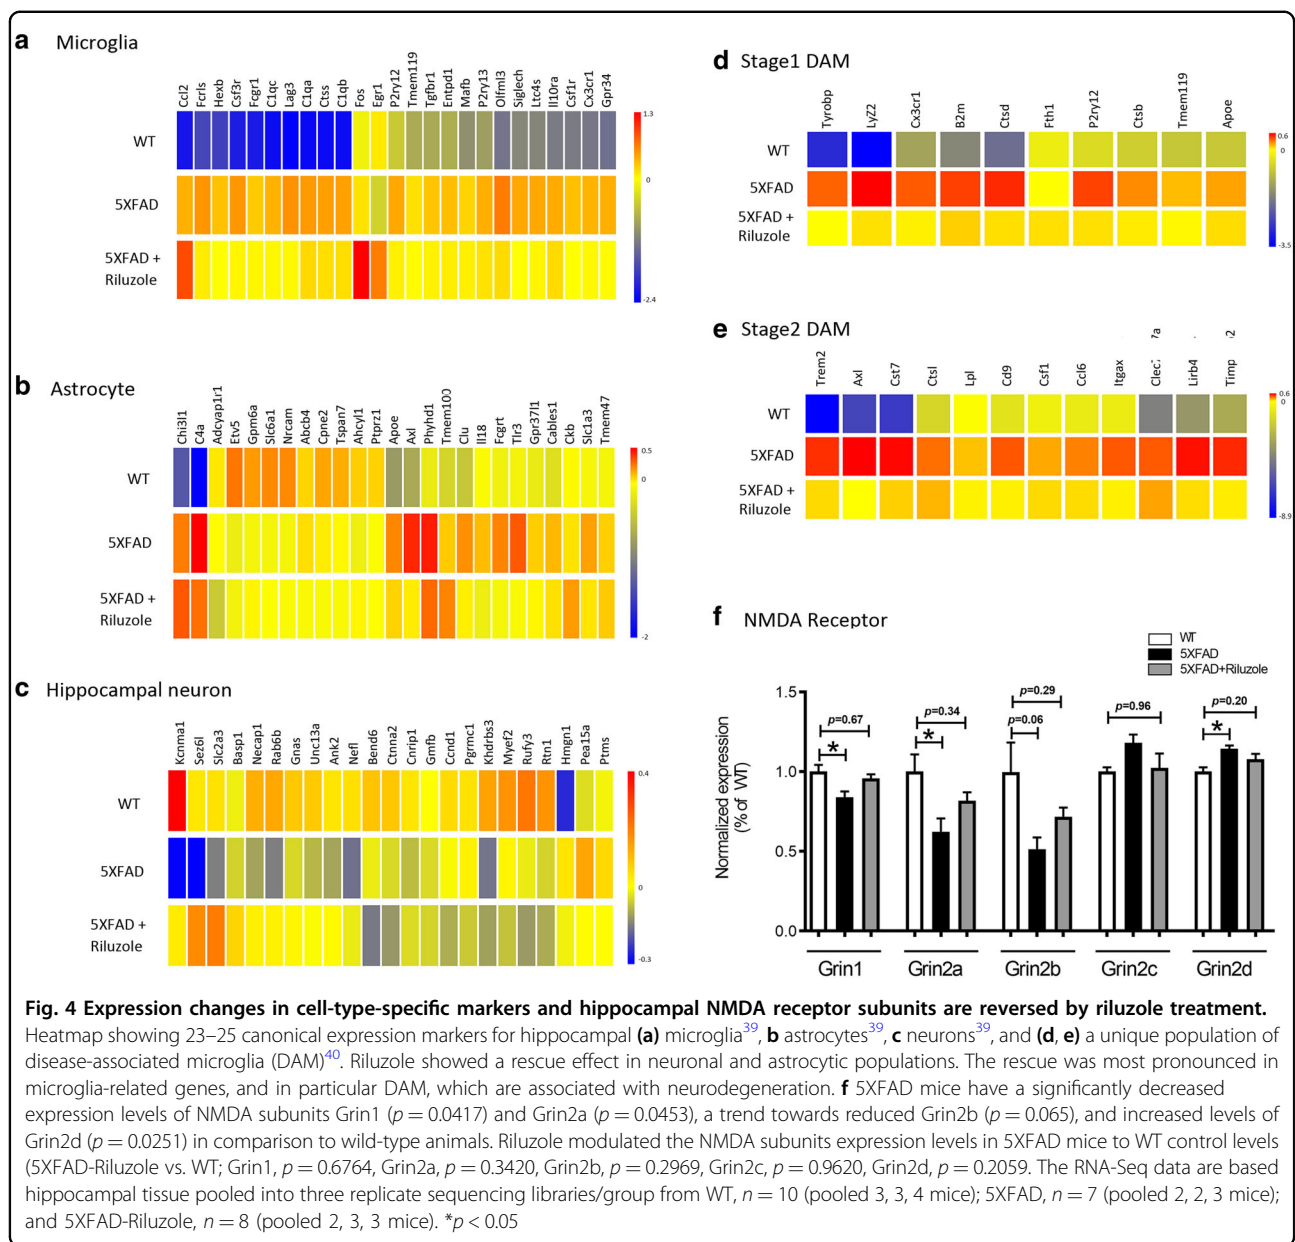 a Microglia
Ccl2 Fcrls Hexb Csf3r Fcgr1 C1qc Lag3 C1qa Ctss C1qb Fos Egr1 P2ry12 Tmem119 Tgfbr1 Entpd1 Mafb P2ry13 Olfml3 Siglech Ltc4s Il10ra Csf1r Cx3cr1 Gpr34
WT
5XFAD
5XFAD +
Riluzole
1.3
0
-2.4
b Astrocyte
Chi3l1 C4a Adcyap1r1 Etv5 Gpm6a Slc6a1 Nrcam Abcb4 Cpne2 Tspan7 Ahcyl1 Ptprz1 Apoe Axl Phyhd1 Tmem100 Clu Il18 Fcgrt Tlr3 Gpr37l1 Cables1 Ckb Slc1a3 Tmem47
WT
5XFAD
5XFAD +
Riluzole
0.5
0
-2
c Hippocampal neuron
Kcnma1 Sez6l Slc2a3 Basp1 Necap1 Rab6b Gnas Unc13a Ank2 Nefl Bend6 Ctnna2 Cnrip1 Gmfb Ccnd1 Pgrmc1 Khdrbs3 Myef2 Rufy3 Rtn1 Hmgn1 Pea15a Ptms
WT
5XFAD
5XFAD +
Riluzole
0.4
0
-0.3
d Stage1 DAM
Tyrobp LyZ2 Cx3cr1 B2m Ctsd Fth1 P2ry12 Ctsb Tmem119 Apoe
WT
5XFAD
5XFAD +
Riluzole
0.6
0
-3.5
e Stage2 DAM
Trem2 Axl Cst7 Ctsl Lpl Cd9 Csf1 Ccl6 Itgax Clec 7a Lirb4 Timp 2
WT
5XFAD
5XFAD +
Riluzole
0.6
0
-8.9
f NMDA Receptor
WT
5XFAD
5XFAD+Riluzole
Normalized expression
(% of WT)
1.5
1.0
0.5
0.0
p=0.67
*
p=0.34
*
p=0.29
p=0.06
p=0.96
p=0.20
*
Grin1 Grin2a Grin2b Grin2c Grin2d
Fig. 4 Expression changes in cell-type-specific markers and hippocampal NMDA receptor subunits are reversed by riluzole treatment.
Heatmap showing 23–25 canonical expression markers for hippocampal (a) microglia39, b astrocytes39, c neurons39, and (d, e) a unique population of
disease-associated microglia (DAM)40. Riluzole showed a rescue effect in neuronal and astrocytic populations. The rescue was most pronounced in
microglia-related genes, and in particular DAM, which are associated with neurodegeneration. f 5XFAD mice have a significantly decreased
expression levels of NMDA subunits Grin1 (p = 0.0417) and Grin2a (p = 0.0453), a trend towards reduced Grin2b (p = 0.065), and increased levels of
Grin2d (p = 0.0251) in comparison to wild-type animals. Riluzole modulated the NMDA subunits expression levels in 5XFAD mice to WT control levels
(5XFAD-Riluzole vs. WT; Grin1, p = 0.6764, Grin2a, p = 0.3420, Grin2b, p = 0.2969, Grin2c, p = 0.9620, Grin2d, p = 0.2059. The RNA-Seq data are based
hippocampal tissue pooled into three replicate sequencing libraries/group from WT, n = 10 (pooled 3, 3, 4 mice); 5XFAD, n = 7 (pooled 2, 2, 3 mice);
and 5XFAD-Riluzole, n = 8 (pooled 2, 3, 3 mice). *p < 0.05